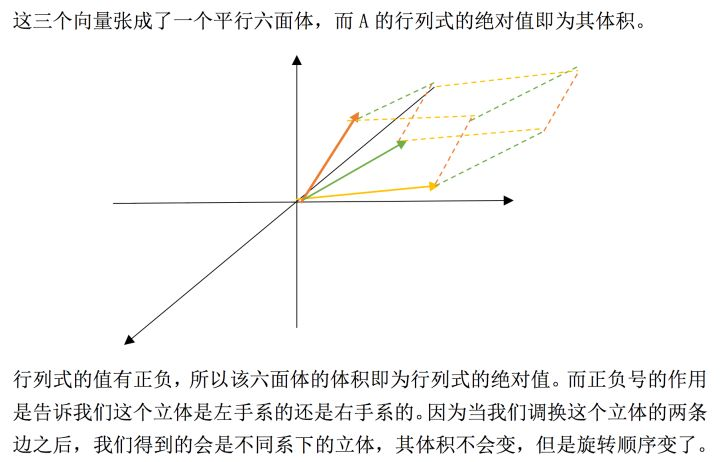 这三个向量张成了一个平行六面体，而 A 的行列式的绝对值即为其体积。
行列式的值有正负，所以该六面体的体积即为行列式的绝对值。而正负号的作用
是告诉我们这个立体是左手系的还是右手系的。因为当我们调换这个立体的两条
边之后，我们得到的会是不同系下的立体，其体积不会变，但是旋转顺序变了。